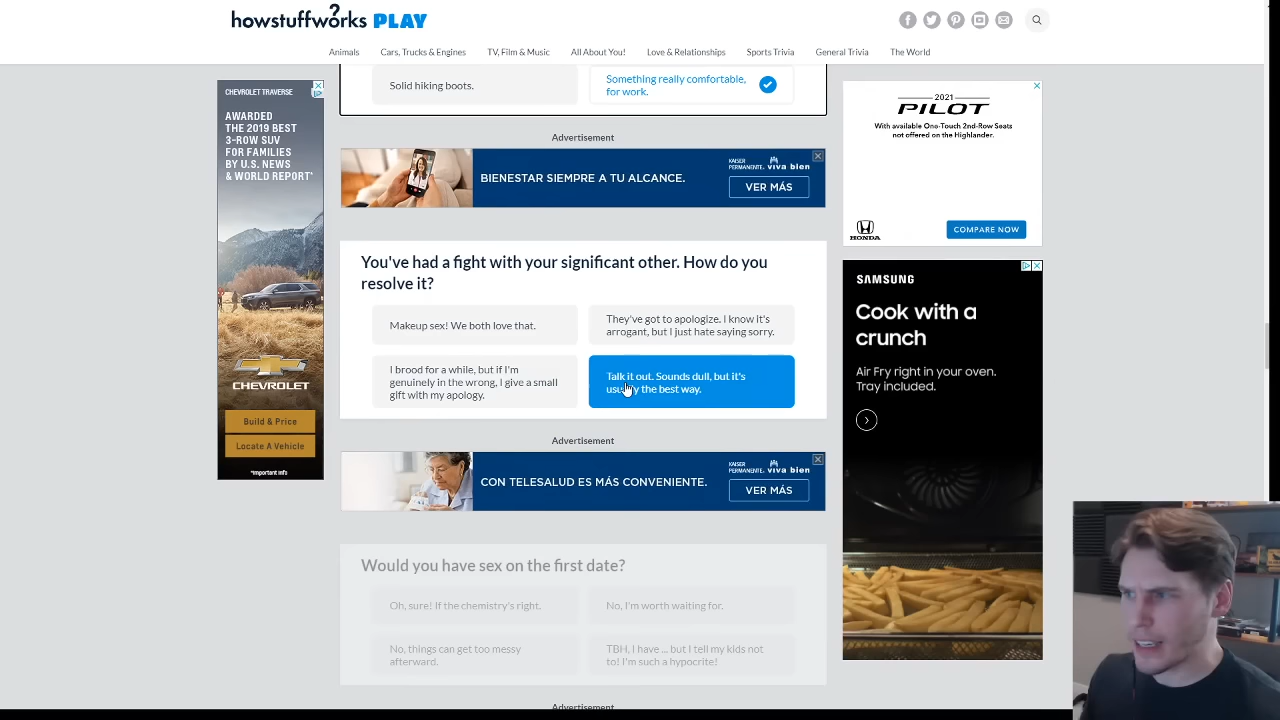 howstuffworks PLAY
Animals
Cars, Trucks & Engines
TV, Film & Music
All About You!
Love & Relationships
Sports Trivia
General Trivia
The World
Solid hiking boots.
Something really comfortable,
for work.
CHEVROLET TRAVERSE
AWARDED
THE 2019 BEST
3-ROW SUV
FOR FAMILIES
BY U.S. NEWS
& WORLD REPORT*
CHEVROLET
Build & Price
Locate A Vehicle
*Important Info
Advertisement
BIENESTAR SIEMPRE A TU ALCANCE.
KAISER
PERMANENTE. viva bien
VER MÁS
You've had a fight with your significant other. How do you
resolve it?
Makeup sex! We both love that.
They've got to apologize. I know it's
arrogant, but I just hate saying sorry.
I brood for a while, but if I'm
genuinely in the wrong, I give a small
gift with my apology.
Talk it out. Sounds dull, but it's
usually the best way.
Advertisement
CON TELESALUD ES MÁS CONVENIENTE.
KAISER
PERMANENTE. viva bien
VER MÁS
Would you have sex on the first date?
Oh, sure! If the chemistry's right.
No, I'm worth waiting for.
No, things can get too messy
afterward.
TBH, I have ... but I tell my kids not
to! I'm such a hypocrite!
Advertisement
2021
PILOT
With available One-Touch 2nd-Row Seats
not offered on the Highlander.
HONDA
COMPARE NOW
SAMSUNG
Cook with a
crunch
Air Fry right in your oven.
Tray included.